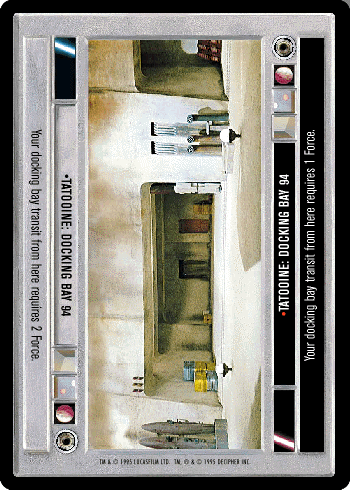 •TATOOINE: DOCKING BAY 94
Your docking bay transit from here requires 2 Force.
•TATOOINE: DOCKING BAY 94
Your docking bay transit from here requires 1 Force.
TM & © 1995 LUCASFILM LTD. TM, ® & © 1995 DECIPHER INC.